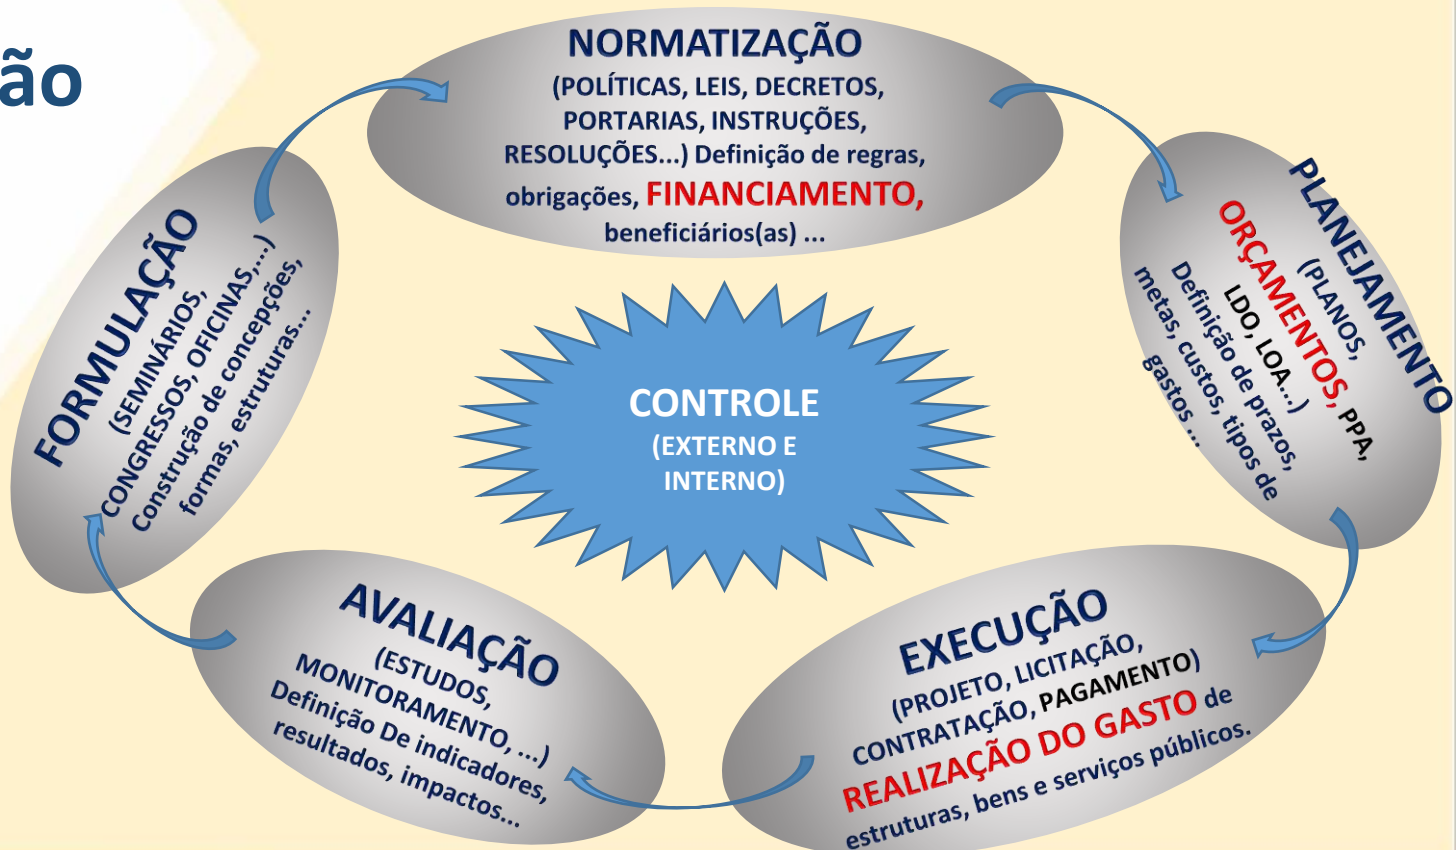 ão
NORMATIZAÇÃO
(POLÍTICAS, LEIS, DECRETOS,
PORTARIAS, INSTRUÇÕES,
RESOLUÇÕES...) Definição de regras,
obrigações, FINANCIAMENTO,
beneficiários(as) ...
PLANEJAMENTO
(PLANOS,
ORÇAMENTOS, PPA,
LDO, LOA...)
Definição de prazos,
metas, custos, tipos de
gastos ...
EXECUÇÃO
(PROJETO, LICITAÇÃO,
CONTRATAÇÃO, PAGAMENTO)
REALIZAÇÃO DO GASTO de
estruturas, bens e serviços públicos.
AVALIAÇÃO
(ESTUDOS,
MONITORAMENTO, ...)
Definição De indicadores,
resultados, impactos...
FORMULAÇÃO
(SEMINÁRIOS,
CONGRESSOS, OFICINAS,...)
Construção de concepções,
formas, estruturas...
CONTROLE
(EXTERNO E
INTERNO)